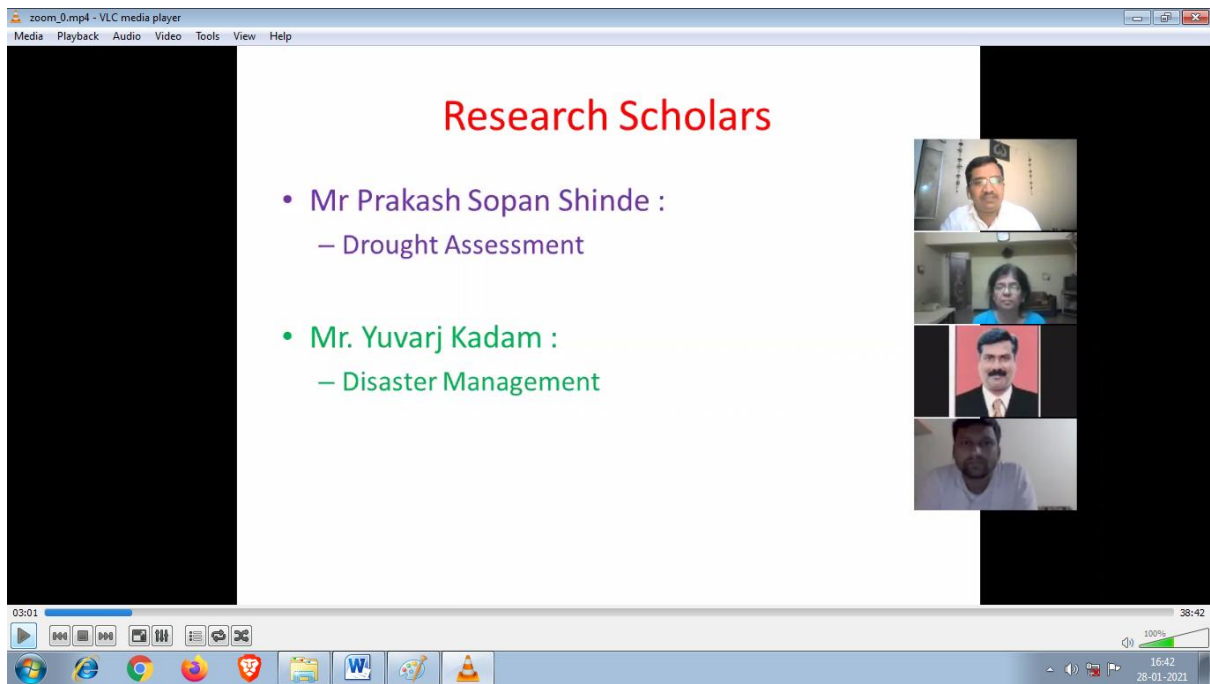 zoom_0.mp4 - VLC media player
Media Playback Audio Video Tools View Help
Research Scholars
• Mr Prakash Sopan Shinde :
– Drought Assessment
• Mr. Yuvarj Kadam :
– Disaster Management
03:01
38:42
100%
16:42
28-01-2021